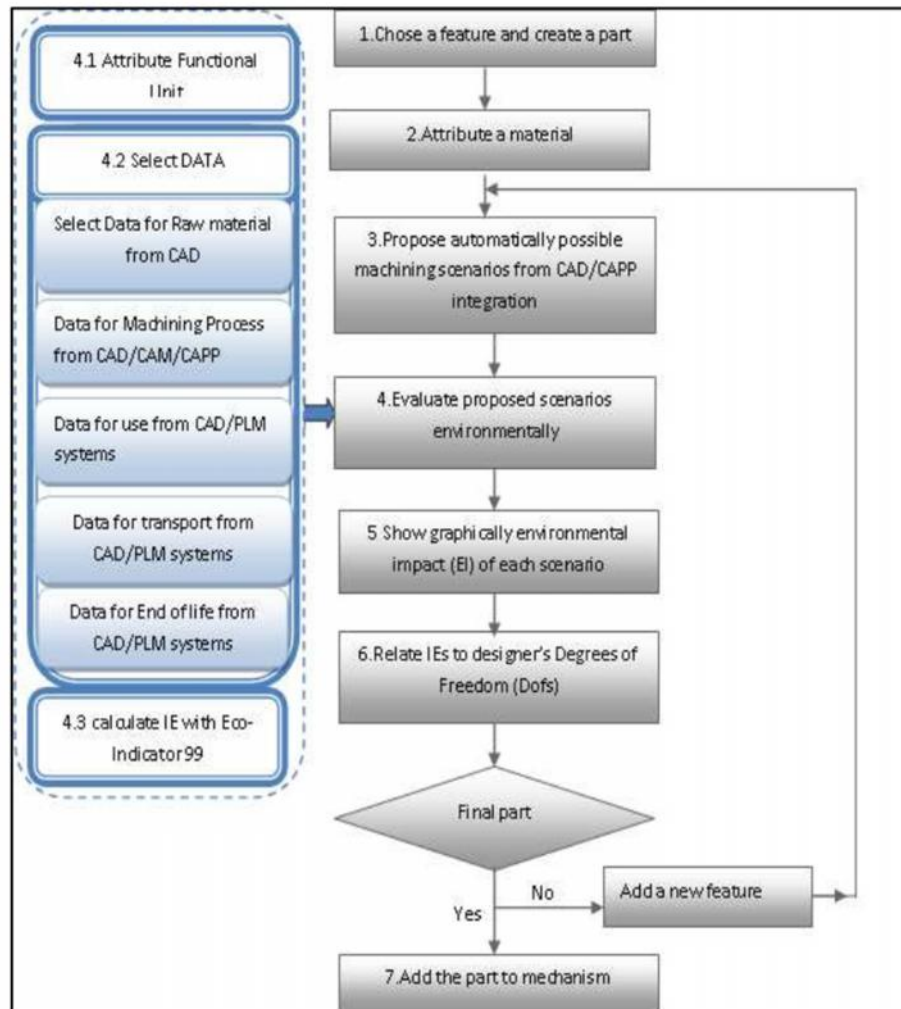 4.1 Attribute Functional
Unit
4.2 Select DATA
Select Data for Raw material
from CAD
Data for Machining Process
from CAD/CAM/CAPP
Data for use from CAD/PLM
systems
Data for transport from
CAD/PLM systems
Data for End of life from
CAD/PLM systems
4.3 calculate IE with Eco-
Indicator99
1.Chose a feature and create a part
2.Attribute a material
3.Propose automatically possible
machining scenarios from CAD/CAPP
integration
4.Evaluate proposed scenarios
environmentally
5 Show graphically environmental
impact (EI) of each scenario
6.Relate IEs to designer's Degrees of
Freedom (Dofs)
Final part
No
Add a new feature
Yes
7.Add the part to mechanism